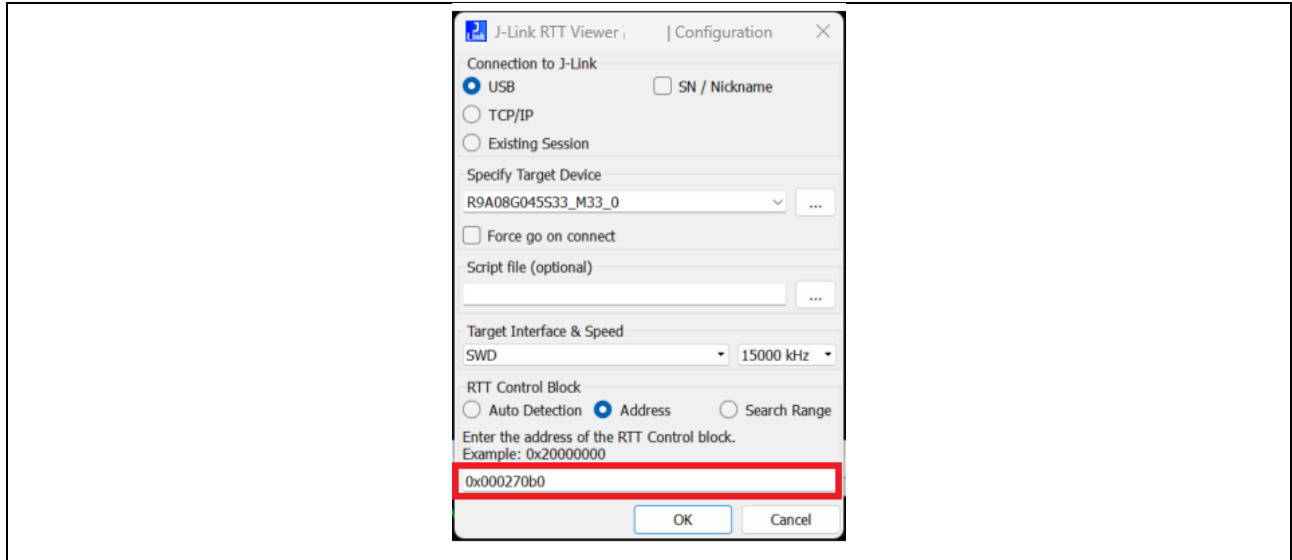 J-Link RTT Viewer | Configuration
Connection to J-Link
USB SN / Nickname
TCP/IP
Existing Session
Specify Target Device
R9A08G045S33_M33_0 ...
Force go on connect
Script file (optional)
...
Target Interface & Speed
SWD 15000 kHz
RTT Control Block
Auto Detection Address Search Range
Enter the address of the RTT Control block.
Example: 0x20000000
0x000270b0
OK Cancel